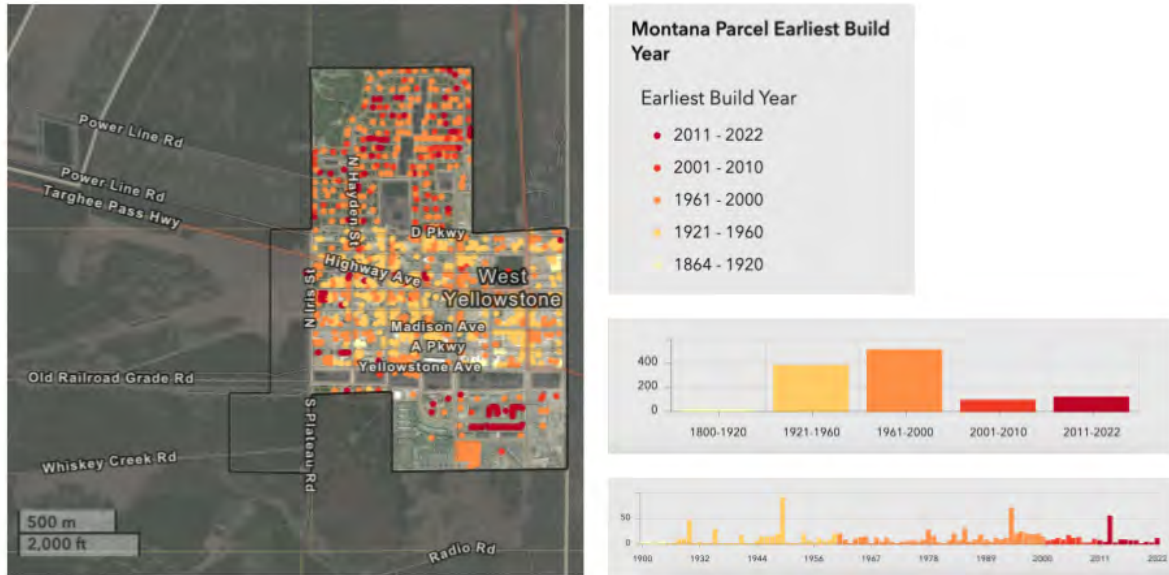 Power Line Rd
Power Line Rd
Targhee Pass Hwy
N Hayden St
D Pkwy
Highway Ave
West
Yellowstone
N Iris St
Madison Ave
A Pkwy
Yellowstone Ave
Old Railroad Grade Rd
S Plateau Rd
Whiskey Creek Rd
500 m
2,000 ft
Radio Rd
Montana Parcel Earliest Build
Year
Earliest Build Year
2011 - 2022
2001 - 2010
1961 - 2000
1921 - 1960
1864 - 1920
400
200
0
1800-1920 1921-1960 1961-2000 2001-2010 2011-2022
50
0
1900 1932 1944 1956 1967 1978 1989 2000 2011 2022